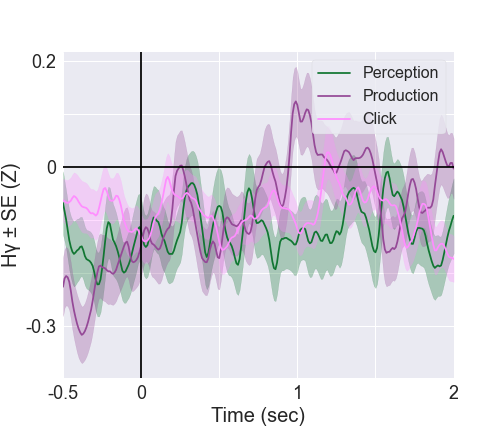 0.2
Perception
Production
Click
0
Hγ ± SE (Z)
-0.3
-0.5
0
1
2
Time (sec)